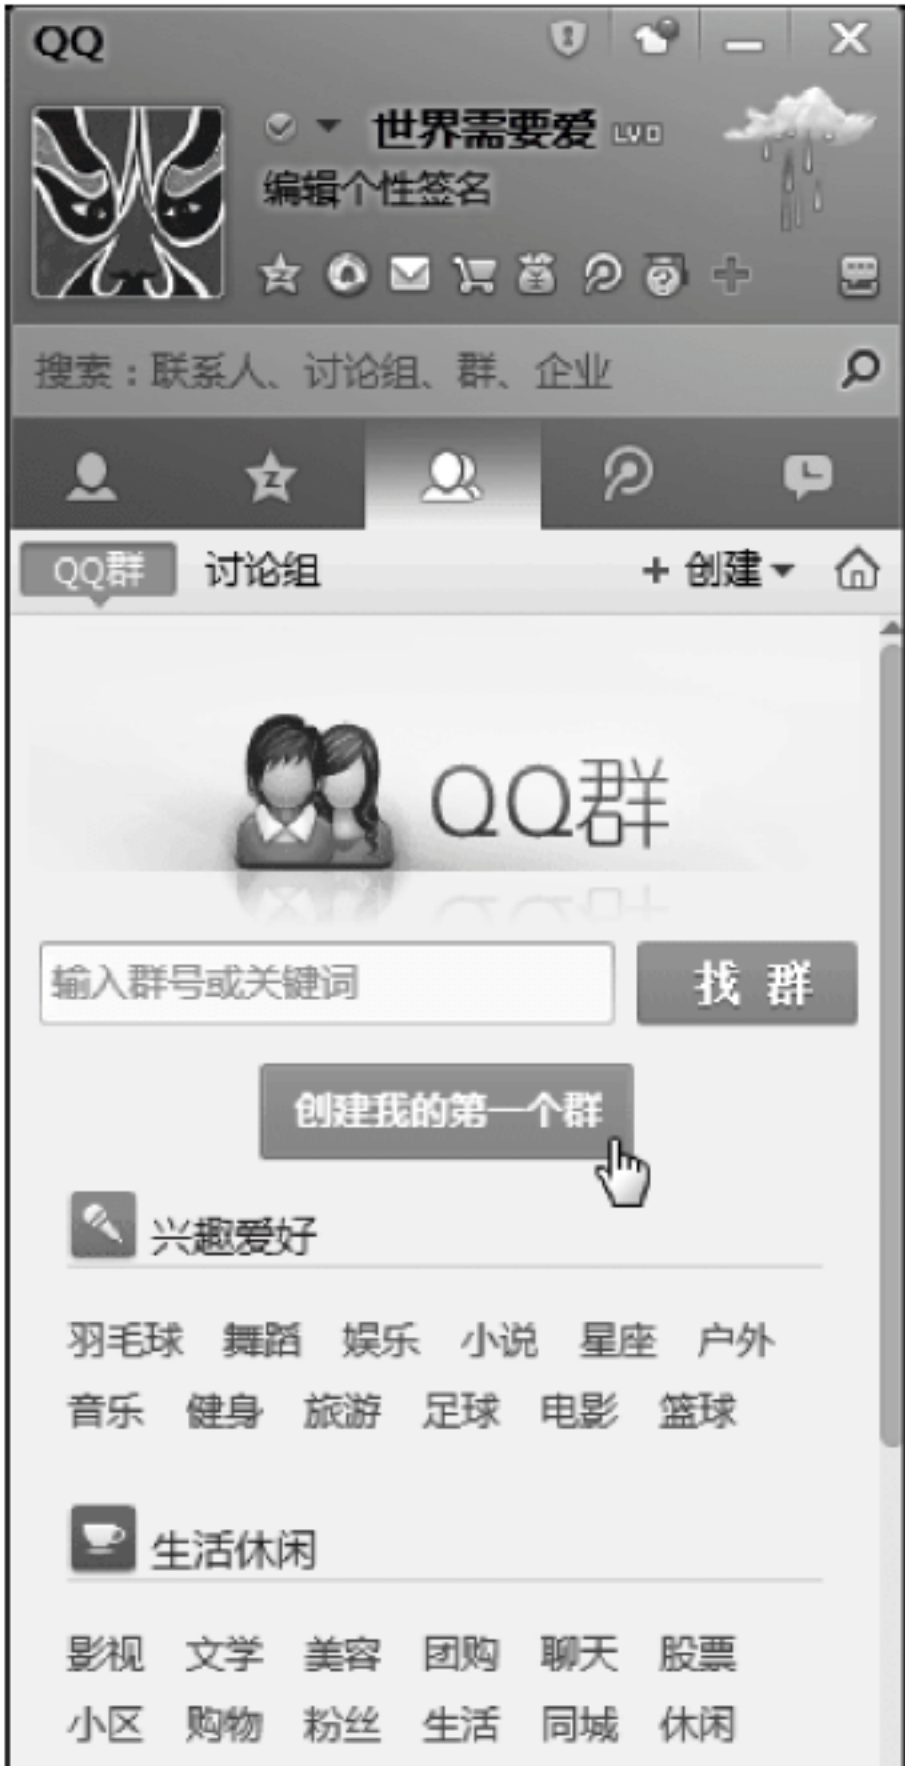 QQ
世界需要爱 LV0
编辑个性签名
搜索：联系人、讨论组、群、企业
QQ群 讨论组 + 创建
QQ群
输入群号或关键词 找 群
创建我的第一个群
兴趣爱好
羽毛球 舞蹈 娱乐 小说 星座 户外
音乐 健身 旅游 足球 电影 篮球
生活休闲
影视 文学 美容 团购 聊天 股票
小区 购物 粉丝 生活 同城 休闲